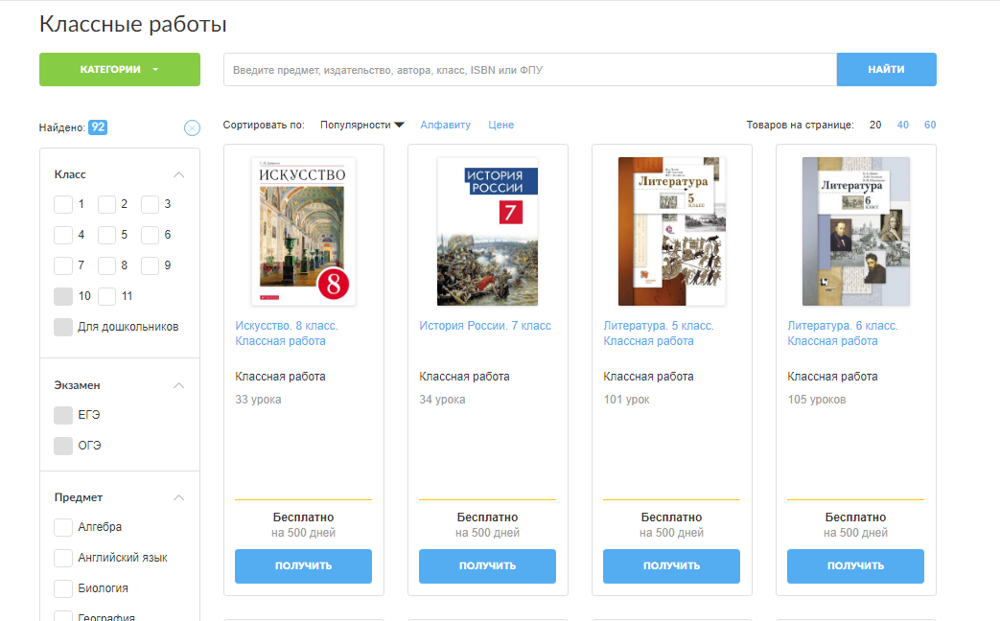 Классные работы
КАТЕГОРИИ
Введите предмет, издательство, автора, класс, ISBN или ФПУ
НАЙТИ
Найдено: 92
Сортировать по: Популярности Алфавиту Цене
Товаров на странице: 20 40 60
Класс
1 2 3
4 5 6
7 8 9
10 11
Для дошкольников
Экзамен
ЕГЭ
ОГЭ
Предмет
Алгебра
Английский язык
Биология
География
ИСКУССТВО
8
Искусство. 8 класс.
Классная работа
Классная работа
33 урока
Бесплатно
на 500 дней
ПОЛУЧИТЬ
ИСТОРИЯ
РОССИИ
7
История России. 7 класс
Классная работа
34 урока
Бесплатно
на 500 дней
ПОЛУЧИТЬ
Литература
5
КЛАСС
Литература. 5 класс.
Классная работа
Классная работа
101 урок
Бесплатно
на 500 дней
ПОЛУЧИТЬ
Литература
6
КЛАСС
Литература. 6 класс.
Классная работа
Классная работа
105 уроков
Бесплатно
на 500 дней
ПОЛУЧИТЬ